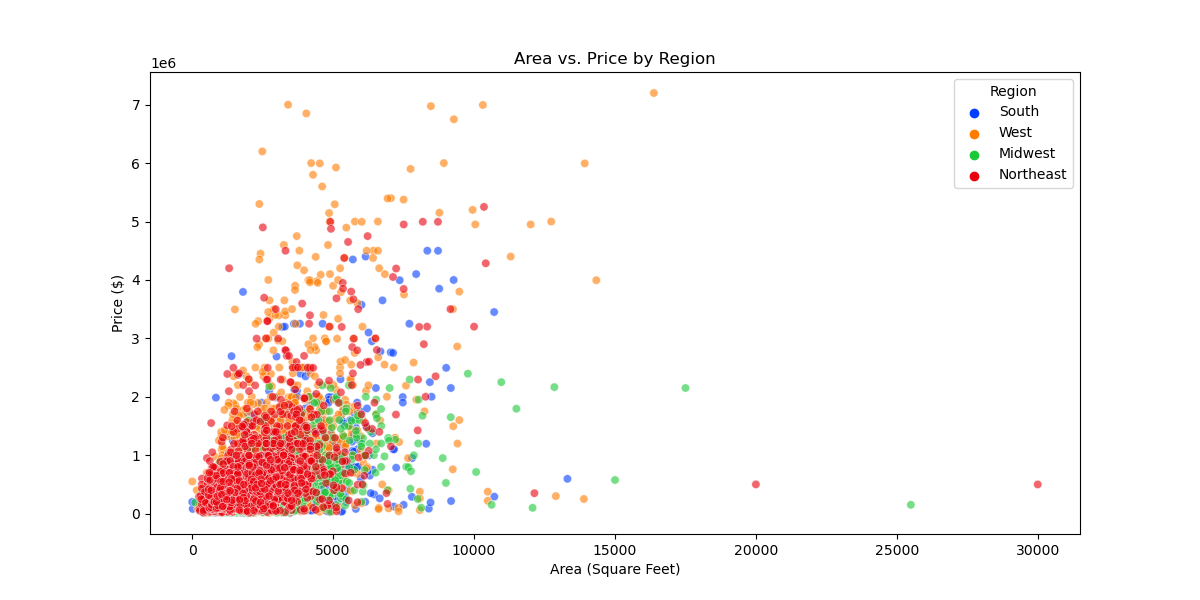 Area vs. Price by Region
1e6
7
6
5
4
3
2
1
0
Price ($)
Region
South
West
Midwest
Northeast
0 5000 10000 15000 20000 25000 30000
Area (Square Feet)